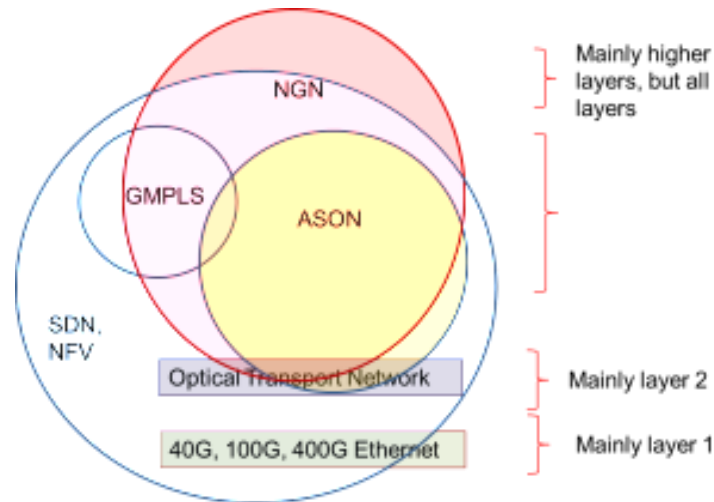 NGN
Mainly higher
layers, but all
layers
GMPLS
ASON
SDN,
NFV
Optical Transport Network
Mainly layer 2
40G, 100G, 400G Ethernet
Mainly layer 1